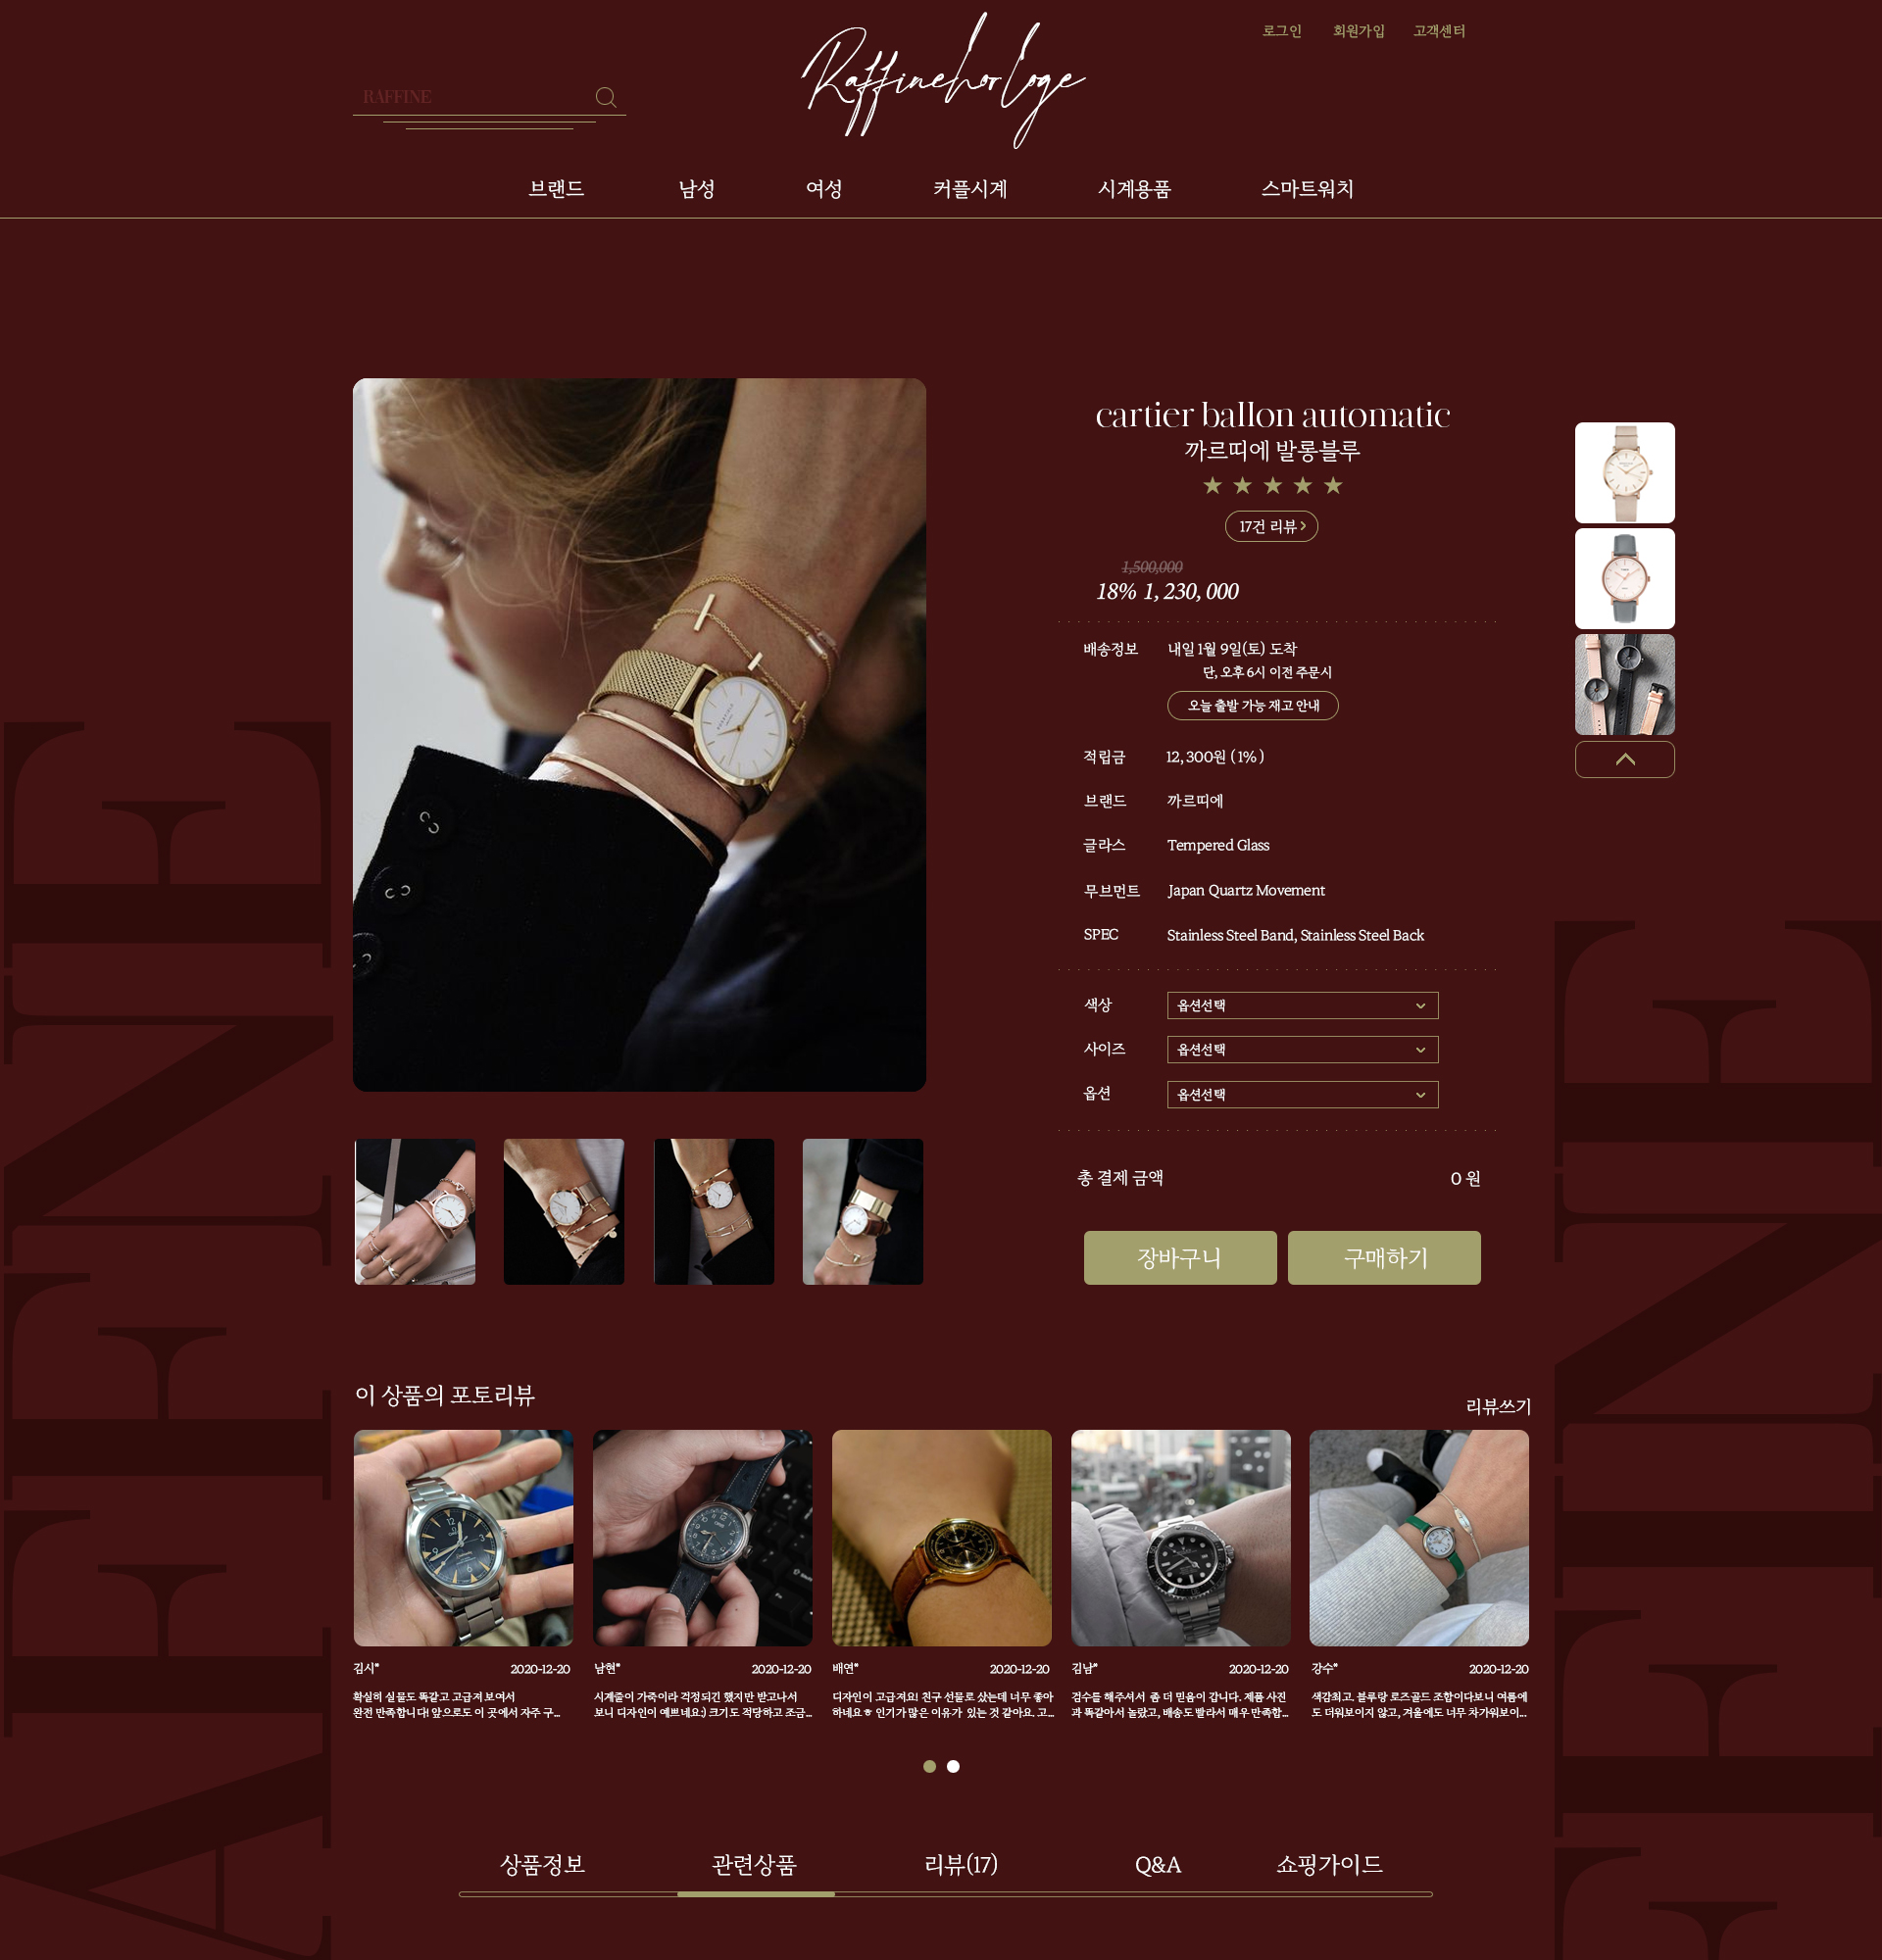 로그인 회원가입 고객센터
Raffinehorloge
RAFFINE
브랜드 남성 여성 커플시계 시계용품 스마트워치
cartier ballon automatic
까르띠에 발롱블루
★ ★ ★ ★ ★
17건 리뷰 >
1,500,000
18% 1, 230, 000
배송정보 내일 1월 9일(토) 도착
단, 오후 6시 이전 주문시
오늘 출발 가능 재고 안내
적립금 12, 300원 ( 1% )
브랜드 까르띠에
글라스 Tempered Glass
무브먼트 Japan Quartz Movement
SPEC Stainless Steel Band, Stainless Steel Back
색상 옵션선택
사이즈 옵션선택
옵션 옵션선택
총 결제 금액 0 원
장바구니 구매하기
이 상품의 포토리뷰
리뷰쓰기
김시* 2020-12-20
확실히 실물도 똑같고 고급져 보여서
완전 만족합니다! 앞으로도 이 곳에서 자주 구...
남현* 2020-12-20
시계줄이 가죽이라 걱정되긴 했지만 받고나서
보니 디자인이 예쁘네요:) 크기도 적당하고 조금...
배연* 2020-12-20
디자인이 고급져요! 친구 선물로 샀는데 너무 좋아
하네요ㅎ 인기가 많은 이유가 있는 것 같아요. 고...
김남* 2020-12-20
검수를 해주셔서 좀 더 믿음이 갑니다. 제품 사진
과 똑같아서 놀랐고, 배송도 빨라서 매우 만족합...
강수* 2020-12-20
색감최고. 블루랑 로즈골드 조합이다보니 여름에
도 더워보이지 않고, 겨울에도 너무 차가워보이...
상품정보 관련상품 리뷰(17) Q&A 쇼핑가이드
AFFINE
FFINE